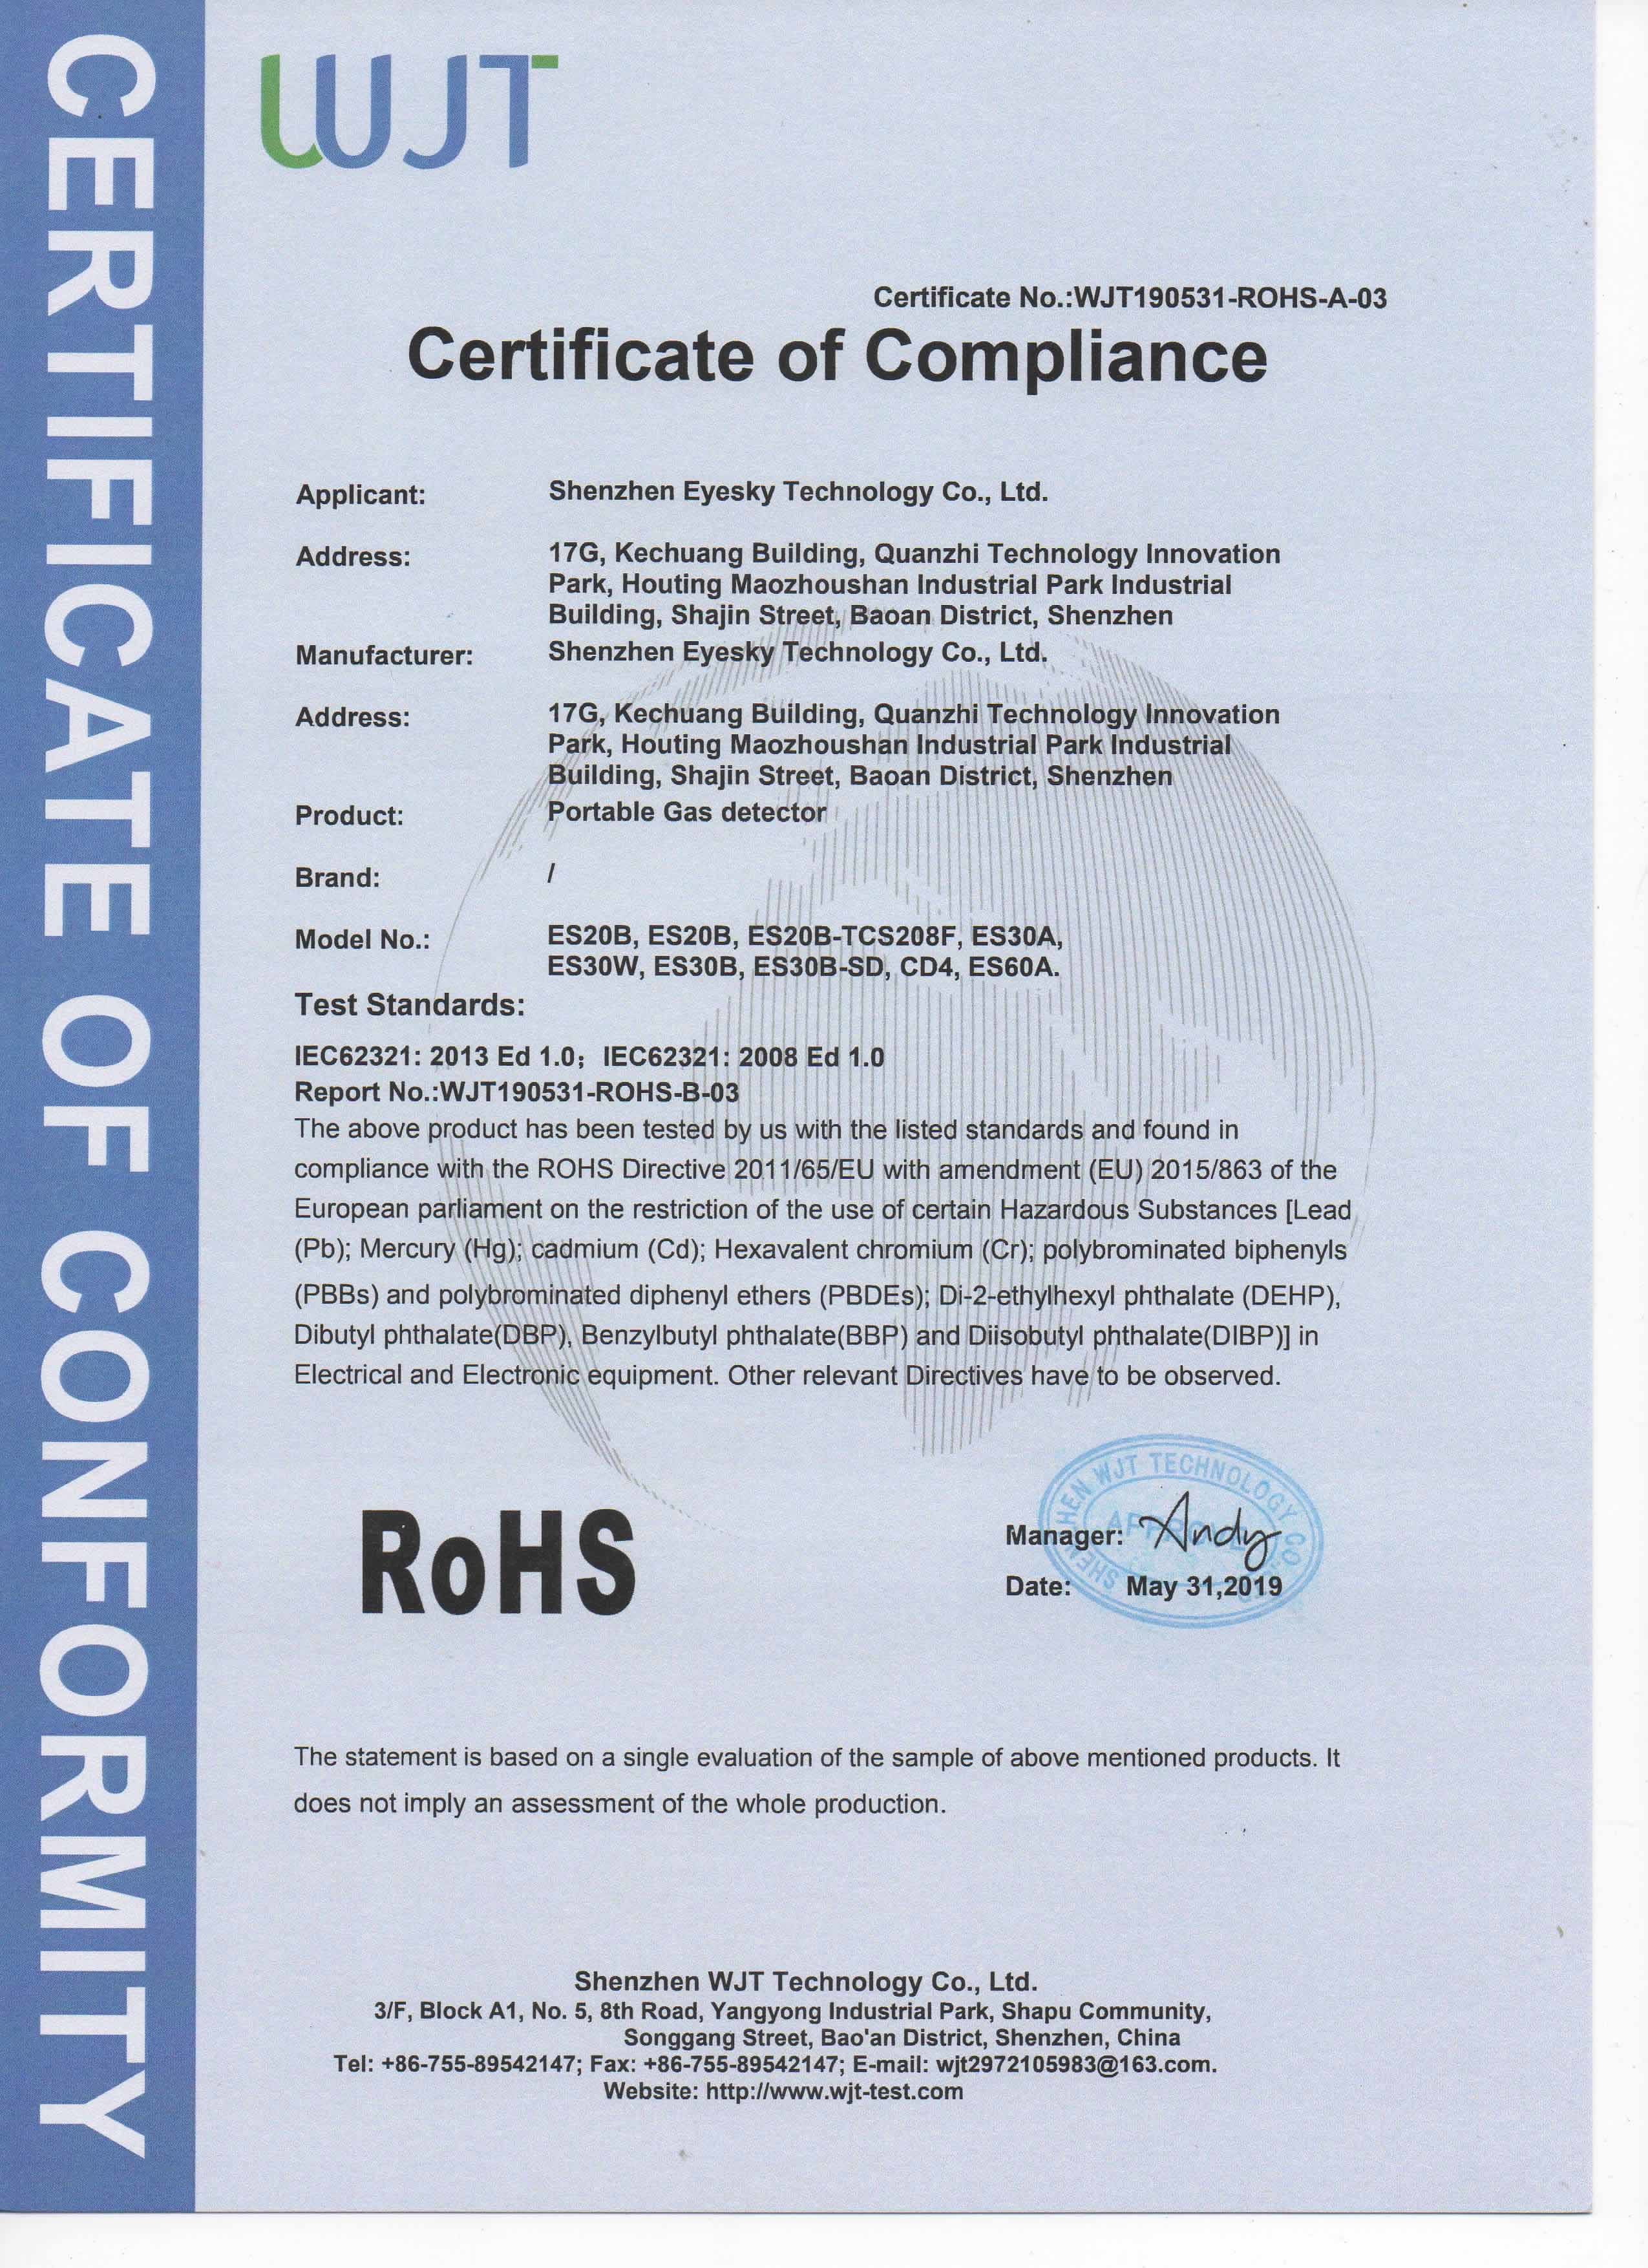 CERTIFICATE OF CONFORMITY
WJT
Certificate No.:WJT190531-ROHS-A-03
Certificate of Compliance
Applicant: Shenzhen Eyesky Technology Co., Ltd.
Address: 17G, Kechuang Building, Quanzhi Technology Innovation
Park, Houting Maozhoushan Industrial Park Industrial
Building, Shajin Street, Baoan District, Shenzhen
Manufacturer: Shenzhen Eyesky Technology Co., Ltd.
Address: 17G, Kechuang Building, Quanzhi Technology Innovation
Park, Houting Maozhoushan Industrial Park Industrial
Building, Shajin Street, Baoan District, Shenzhen
Product: Portable Gas detector
Brand: /
Model No.: ES20B, ES20B, ES20B-TCS208F, ES30A,
ES30W, ES30B, ES30B-SD, CD4, ES60A.
Test Standards:
IEC62321: 2013 Ed 1.0; IEC62321: 2008 Ed 1.0
Report No.:WJT190531-ROHS-B-03
The above product has been tested by us with the listed standards and found in
compliance with the ROHS Directive 2011/65/EU with amendment (EU) 2015/863 of the
European parliament on the restriction of the use of certain Hazardous Substances [Lead
(Pb); Mercury (Hg); cadmium (Cd); Hexavalent chromium (Cr); polybrominated biphenyls
(PBBs) and polybrominated diphenyl ethers (PBDEs); Di-2-ethylhexyl phthalate (DEHP),
Dibutyl phthalate(DBP), Benzylbutyl phthalate(BBP) and Diisobutyl phthalate(DIBP)] in
Electrical and Electronic equipment. Other relevant Directives have to be observed.
RoHS
WJT TECHNOLOGY CO
Manager: Andy
Date: May 31,2019
The statement is based on a single evaluation of the sample of above mentioned products. It
does not imply an assessment of the whole production.
Shenzhen WJT Technology Co., Ltd.
3/F, Block A1, No. 5, 8th Road, Yangyong Industrial Park, Shapu Community,
Songgang Street, Bao'an District, Shenzhen, China
Tel: +86-755-89542147; Fax: +86-755-89542147; E-mail: wjt2972105983@163.com.
Website: http://www.wjt-test.com